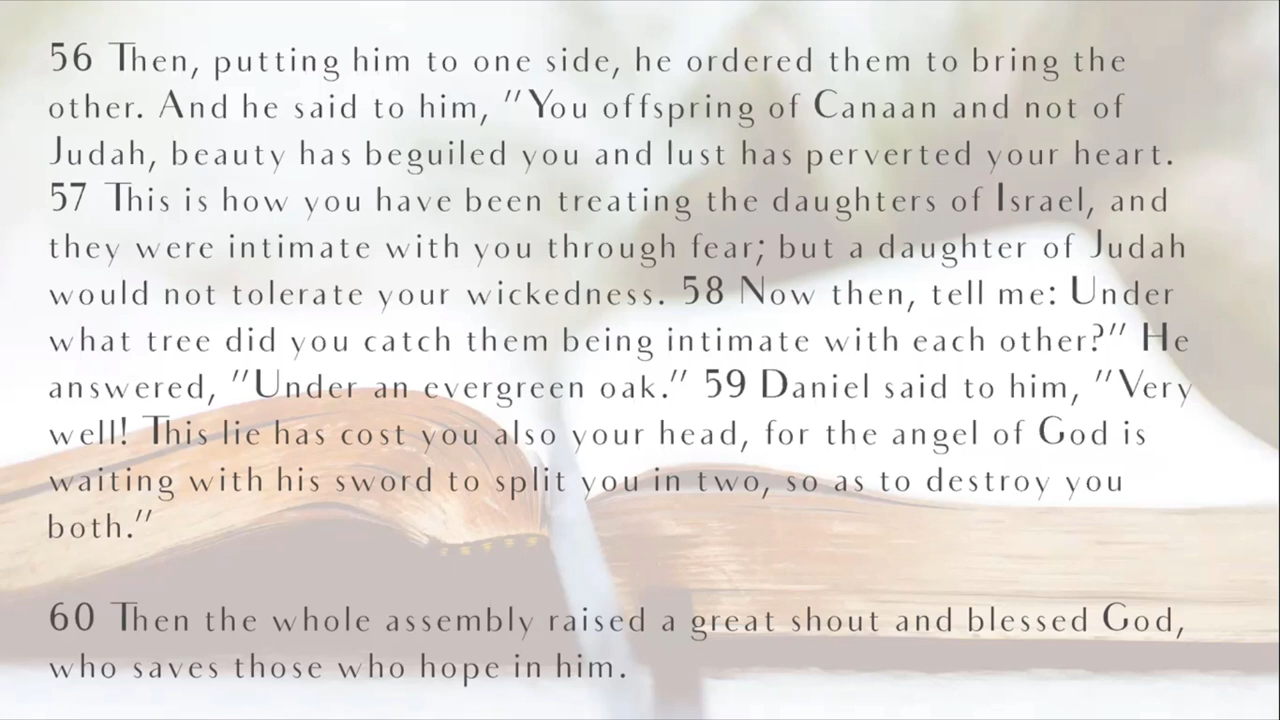 56 Then, putting him to one side, he ordered them to bring the
other. And he said to him, "You offspring of Canaan and not of
Judah, beauty has beguiled you and lust has perverted your heart.
57 This is how you have been treating the daughters of Israel, and
they were intimate with you through fear; but a daughter of Judah
would not tolerate your wickedness. 58 Now then, tell me: Under
what tree did you catch them being intimate with each other?" He
answered, "Under an evergreen oak." 59 Daniel said to him, "Very
well! This lie has cost you also your head, for the angel of God is
waiting with his sword to split you in two, so as to destroy you
both."
60 Then the whole assembly raised a great shout and blessed God,
who saves those who hope in him.